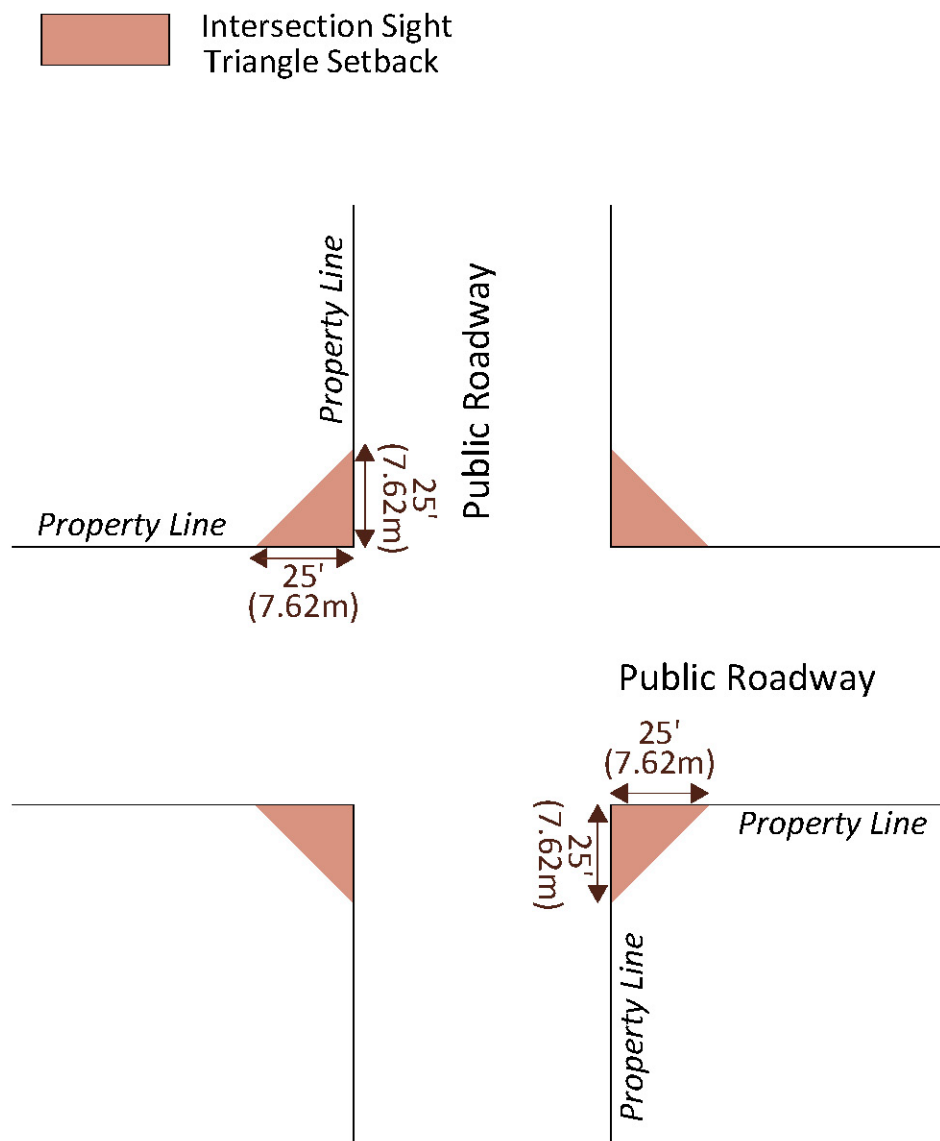 Intersection Sight
Triangle Setback
Property Line
Public Roadway
25'
(7.62m)
Property Line
25'
(7.62m)
Public Roadway
25'
(7.62m)
25'
(7.62m)
Property Line
Property Line